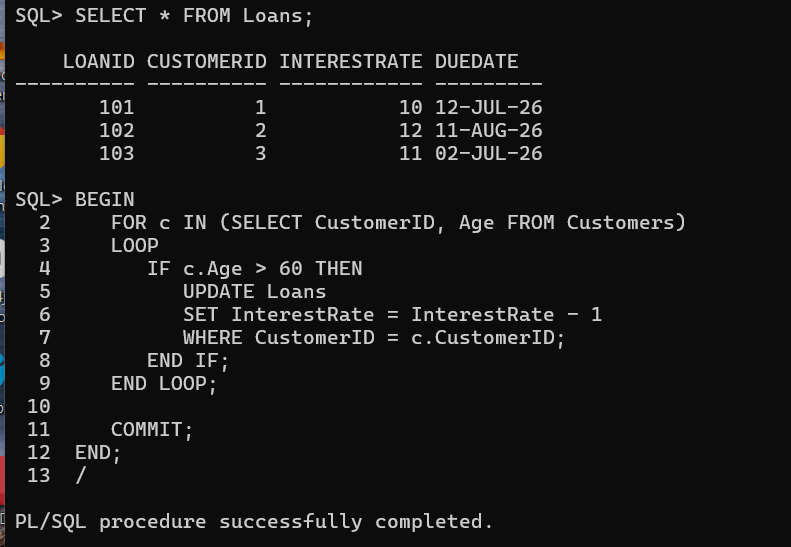 SQL> SELECT * FROM Loans;
    LOANID CUSTOMERID INTERESTRATE DUEDATE
---------- ---------- ------------ ---------
       101          1           10 12-JUL-26
       102          2           12 11-AUG-26
       103          3           11 02-JUL-26
SQL> BEGIN
  2     FOR c IN (SELECT CustomerID, Age FROM Customers)
  3     LOOP
  4        IF c.Age > 60 THEN
  5           UPDATE Loans
  6           SET InterestRate = InterestRate - 1
  7           WHERE CustomerID = c.CustomerID;
  8        END IF;
  9     END LOOP;
 10
 11     COMMIT;
 12  END;
 13  /
PL/SQL procedure successfully completed.